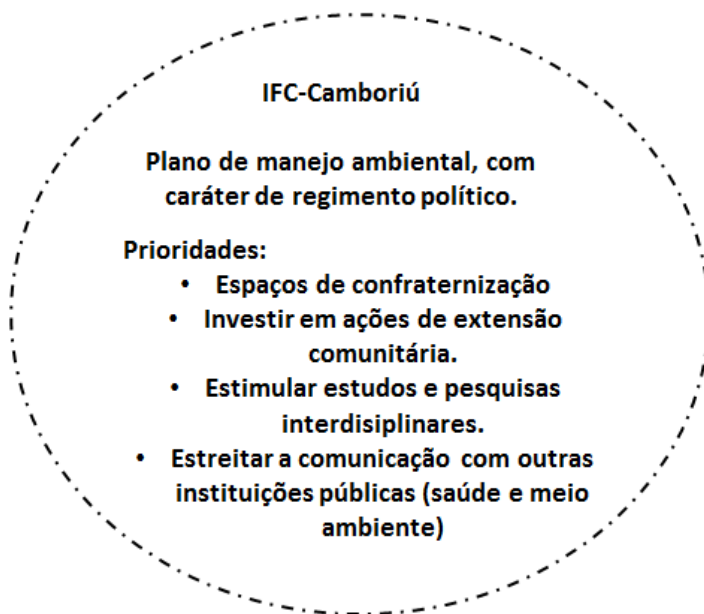 IFC-Camboriú
Plano de manejo ambiental, com
caráter de regimento político.
Prioridades:
• Espaços de confraternização
• Investir em ações de extensão
comunitária.
• Estimular estudos e pesquisas
interdisiplinares.
• Estreitar a comunicação com outras
instituições públicas (saúde e meio
ambiente)